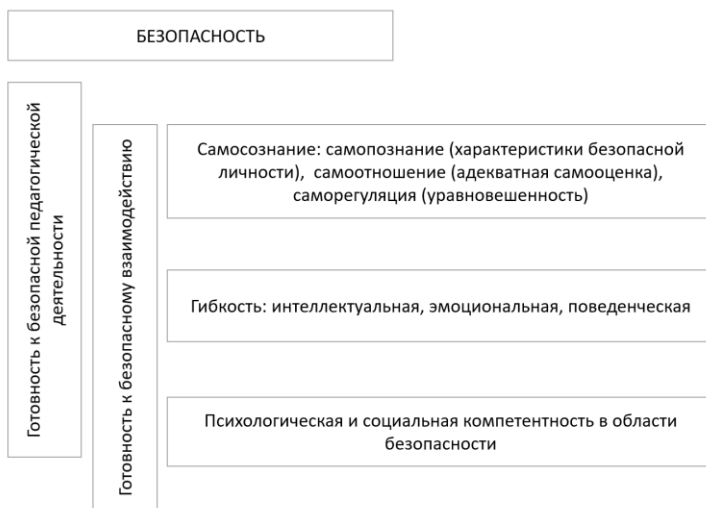 БЕЗОПАСНОСТЬ
Готовность к безопасной педагогической
деятельности
Готовность к безопасному взаимодействию
Самосознание: самопознание (характеристики безопасной
личности), самоотношение (адекватная самооценка),
саморегуляция (уравновешенность)
Гибкость: интеллектуальная, эмоциональная, поведенческая
Психологическая и социальная компетентность в области
безопасности